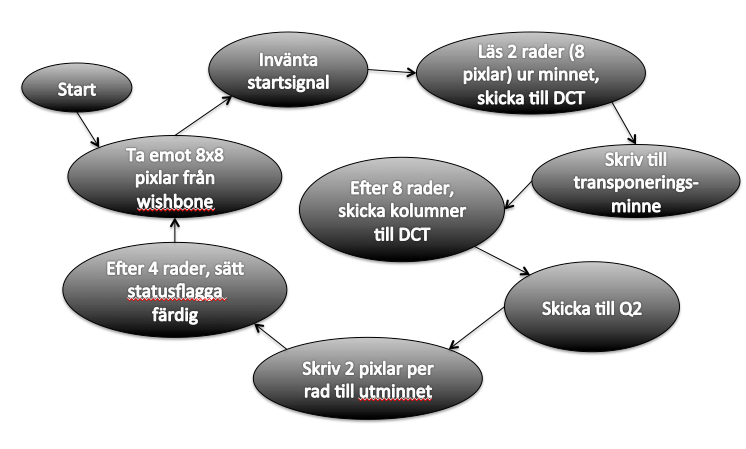 Start
Invänta
startsignal
Läs 2 rader (8
pixlar) ur minnet,
skicka till DCT
Skriv till
transponerings-
minne
Efter 8 rader,
skicka kolumner
till DCT
Skicka till Q2
Skriv 2 pixlar per
rad till utminnet
Efter 4 rader, sätt
statusflagga
färdig
Ta emot 8x8
pixlar från
wishbone